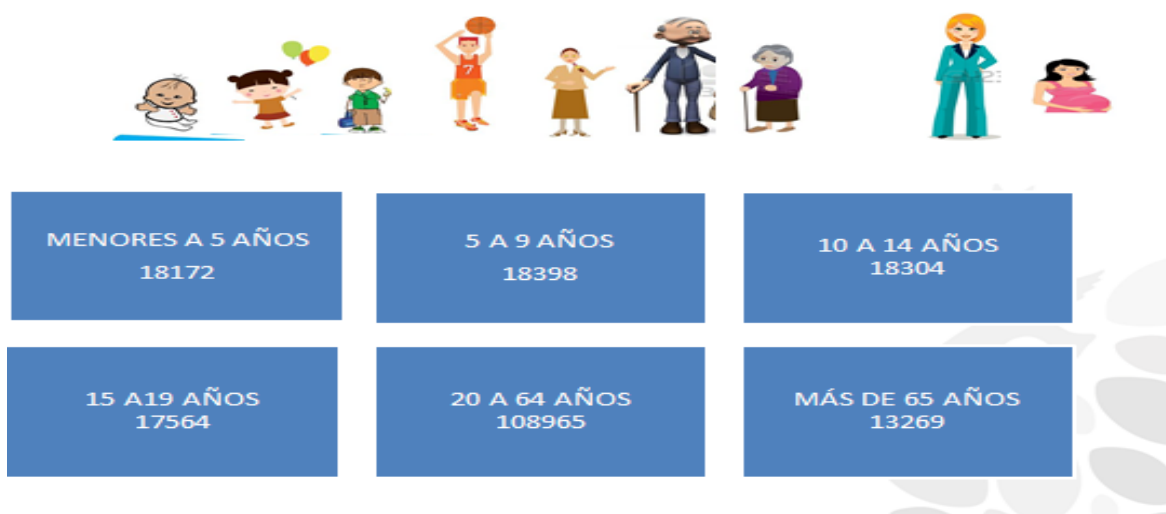 7
MENORES A 5 AÑOS
18172
5 A 9 AÑOS
18398
10 A 14 AÑOS
18304
15 A19 AÑOS
17564
20 A 64 AÑOS
108965
MÁS DE 65 AÑOS
13269